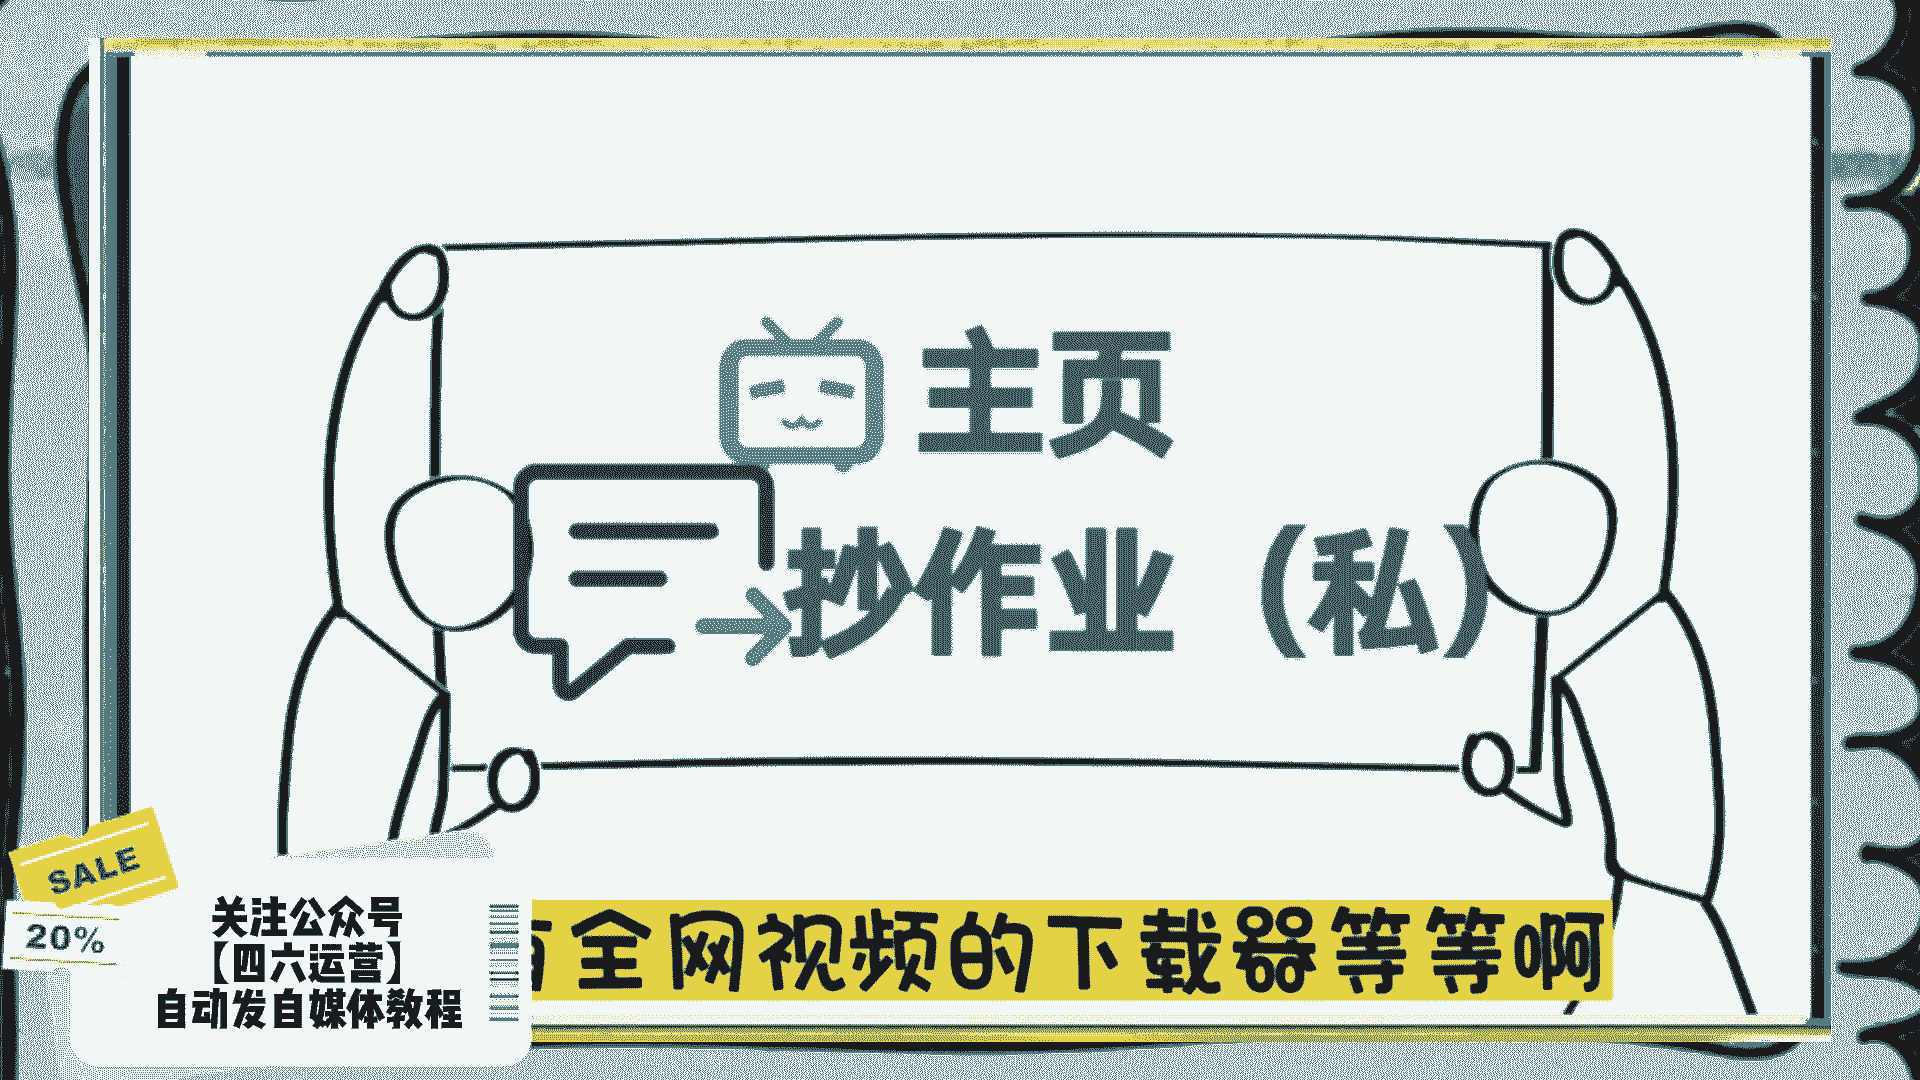 主页
抄作业（私）
SALE
20%
关注公众号
【四六运营】
自动发自媒体教程
全网视频的下载器等等啊